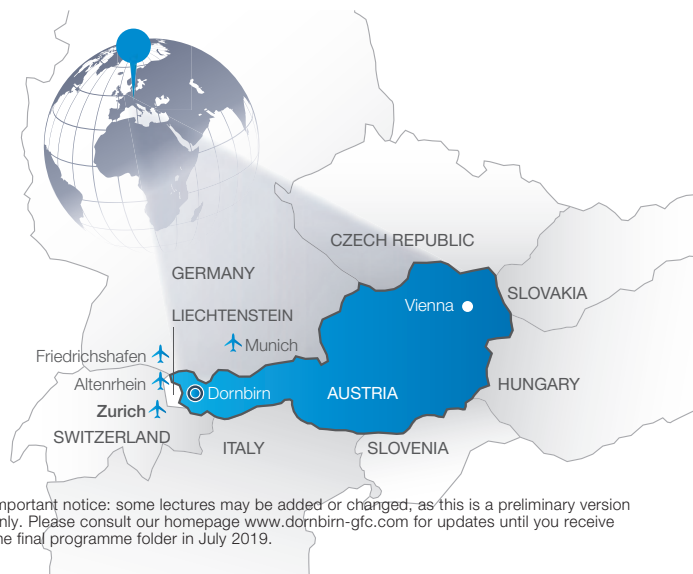 CZECH REPUBLIC
GERMANY
SLOVAKIA
Vienna
LIECHTENSTEIN
Munich
Friedrichshafen
Altenrhein
HUNGARY
Dornbirn
AUSTRIA
Zurich
SWITZERLAND
ITALY
SLOVENIA
mportant notice: some lectures may be added or changed, as this is a preliminary version
nly. Please consult our homepage www.dornbirn-gfc.com for updates until you receive
he final programme folder in July 2019.